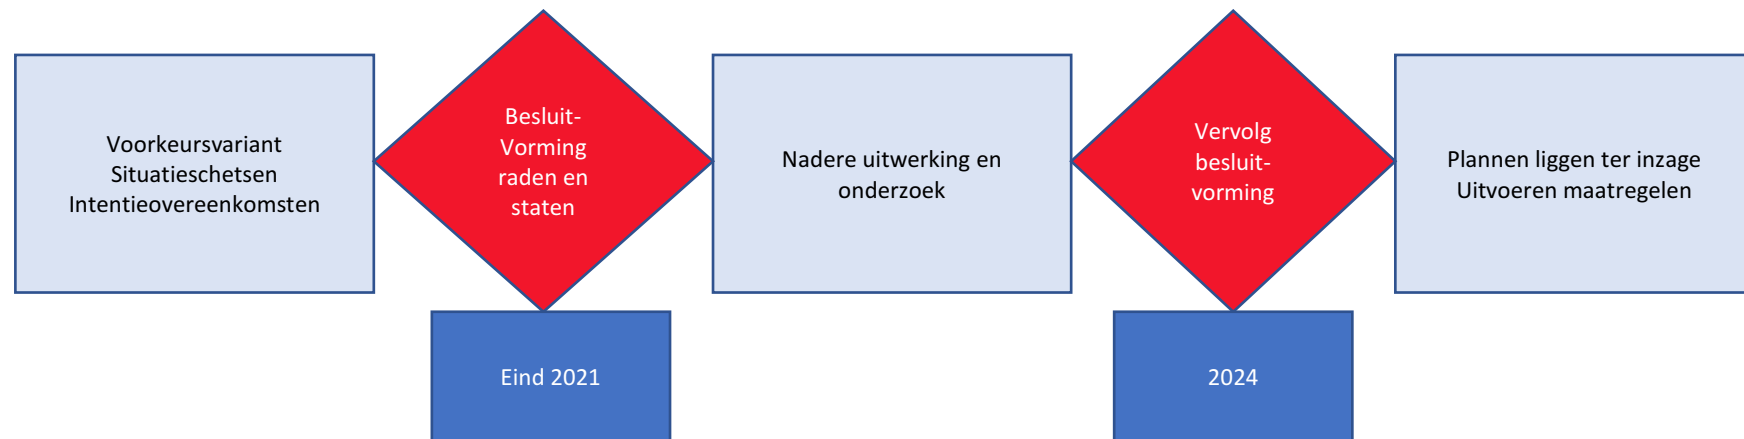 Voorkeursvariant
Situatieschetsen
Intentieovereenkomsten
Besluit-
Vorming
raden en
staten
Nadere uitwerking en
onderzoek
Vervolg
besluit-
vorming
Plannen liggen ter inzage
Uitvoeren maatregelen
Eind 2021
2024